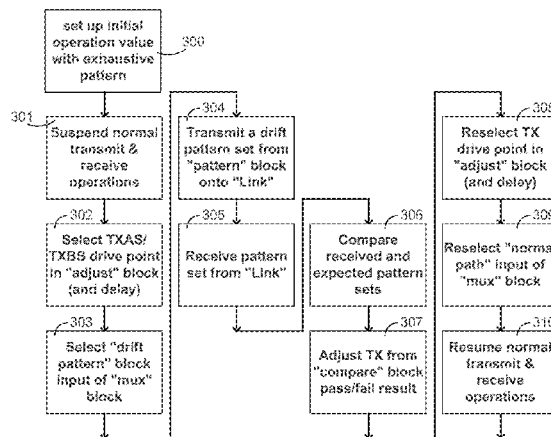 set up initial
operation value
with exhaustive
pattern
300
301
Suspend normal
transmit &
receive
operations
302
Select TXAS/
TXBS drive point
in "adjust" block
(and delay)
303
Select "drift
pattern" block
input of "mux"
block
304
Transmit a drift
pattern set from
"pattern" block
onto "Link"
305
Receive pattern
set from "Link"
306
Compare
received and
expected pattern
sets
307
Adjust TX from
"compare" block
pass/fail result
308
Reselect TX
drive point in
"adjust" block
(and delay)
309
Reselect "normal
path" input of
"mux" block
310
Resume normal
transmit &
receive
operations